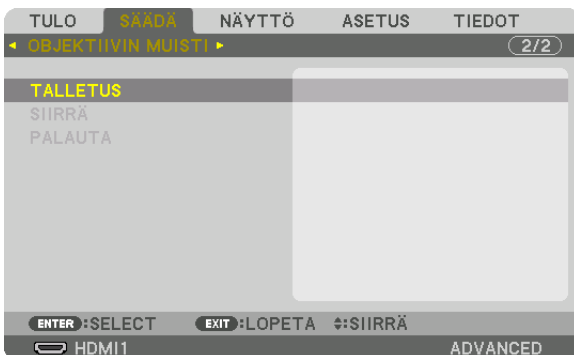 TULO SÄÄDÄ NÄYTTÖ ASETUS TIEDOT
OBJEKTIIVIN MUISTI 2/2
TALLETUS
SIIRRÄ
PALAUTA
ENTER :SELECT EXIT :LOPETA :SIIRRÄ
HDMI1 ADVANCED